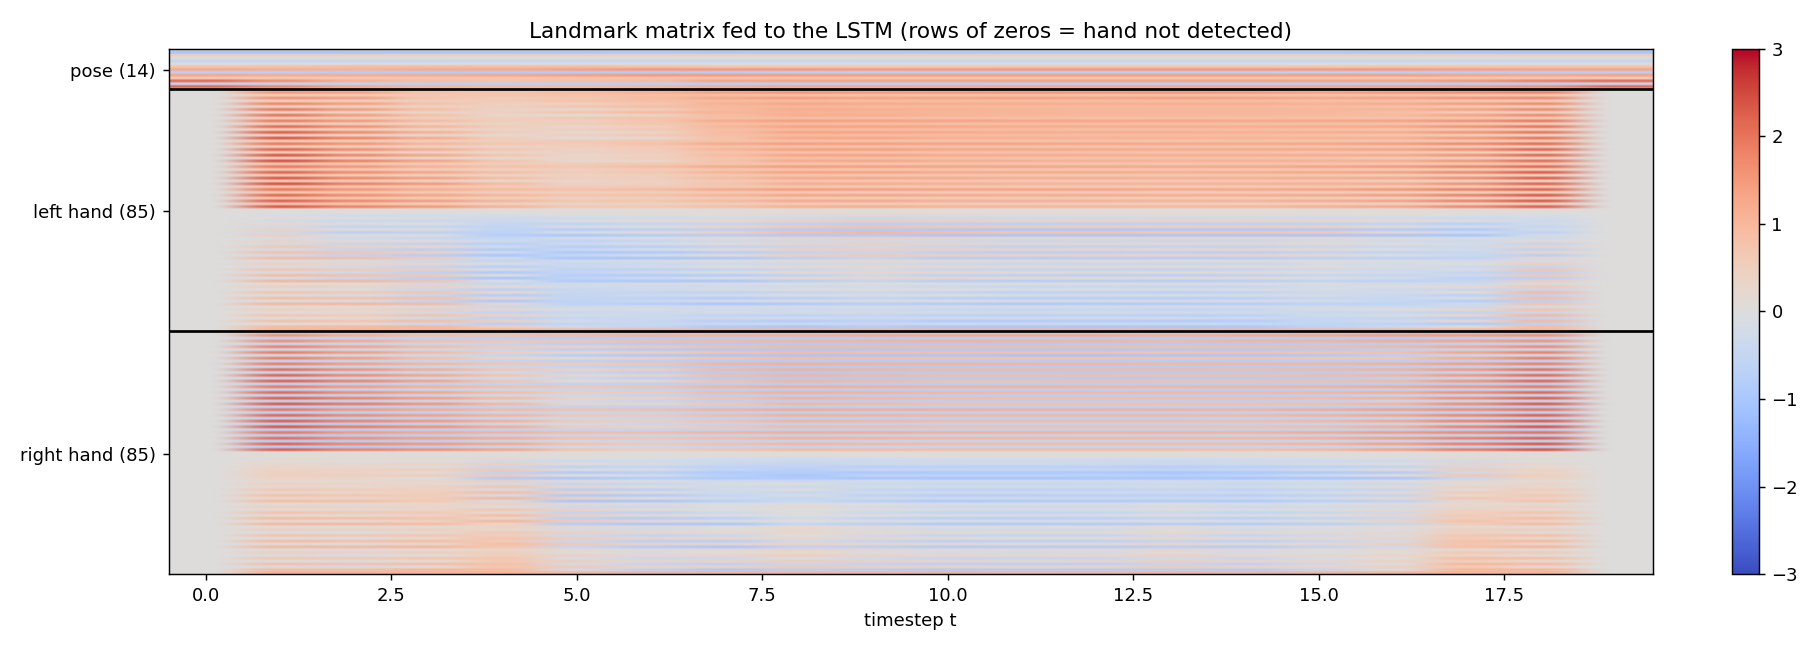 Landmark matrix fed to the LSTM (rows of zeros = hand not detected)
pose (14)
left hand (85)
right hand (85)
0.0 2.5 5.0 7.5 10.0 12.5 15.0 17.5
timestep t
3
2
1
0
−1
−2
−3